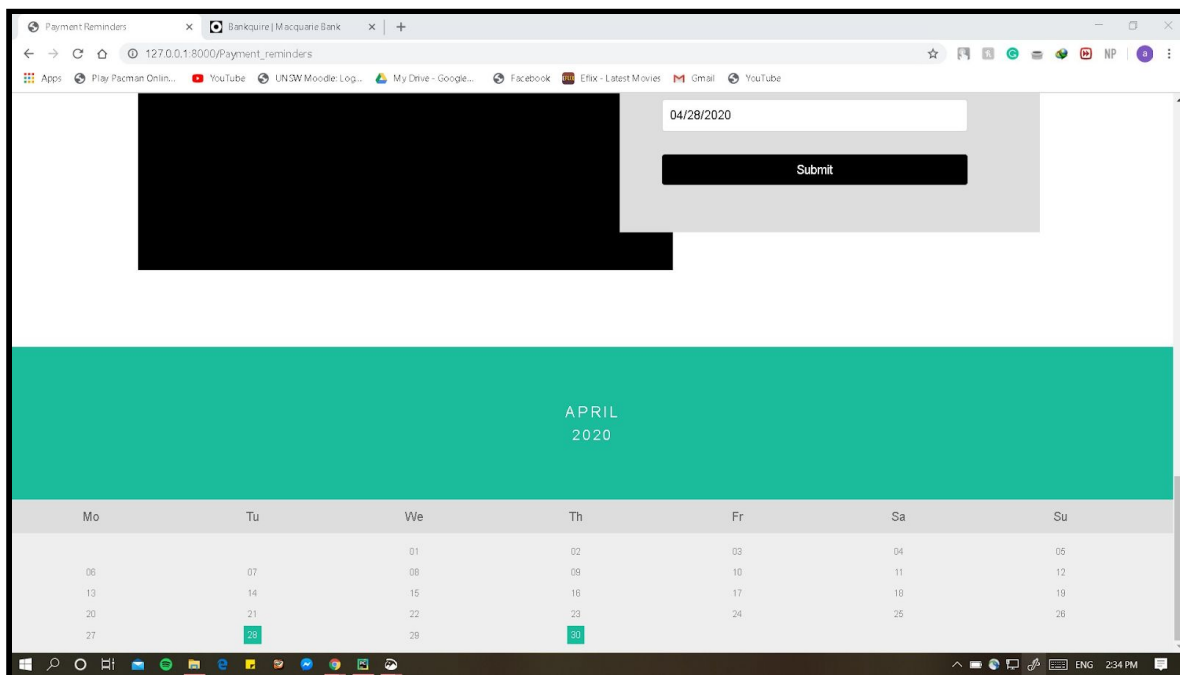 Payment Reminders
Bankquire | Macquarie Bank
127.0.0.1:8000/Payment_reminders
NP
a
Apps
Play Pacman Onlin...
YouTube
UNSW Moodle: Log...
My Drive - Google...
Facebook
Eflix - Latest Movies
Gmail
YouTube
04/28/2020
Submit
APRIL
2020
Mo Tu We Th Fr Sa Su
01 02 03 04 05
06 07 08 09 10 11 12
13 14 15 16 17 18 19
20 21 22 23 24 25 26
27 28 29 30
ENG 2:34 PM